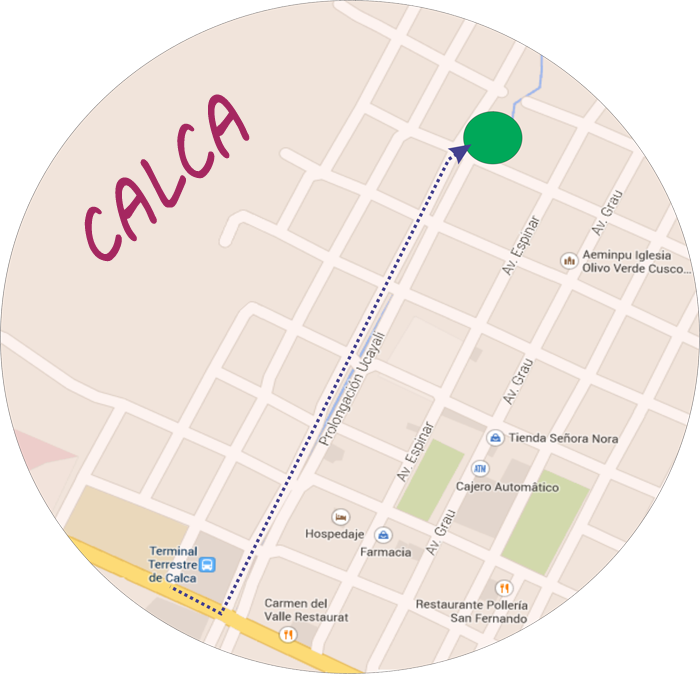 CALCA
Av. Grau
Av. Espinar
Aeminpu Iglesia
Olivo Verde Cusco...
Prolongación Ucayali
Av. Grau
Av. Espinar
Tienda Señora Nora
ATM
Cajero Automâtico
Av. Grau
Hospedaje
Farmacia
Terminal
Terrestre
de Calca
Carmen del
Valle Restaurat
Restaurante Pollería
San Fernando